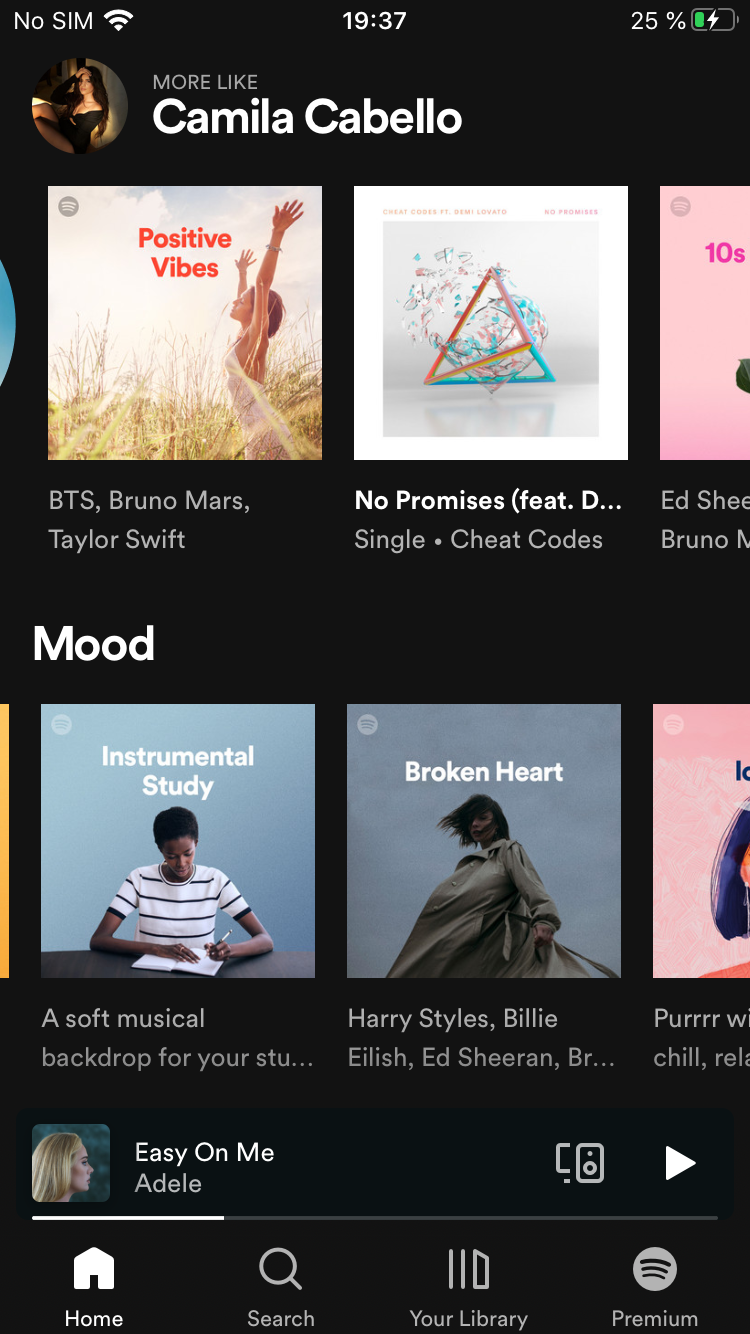 No SIM 19:37 25 %
MORE LIKE
Camila Cabello
Positive
Vibes
CHEAT CODES FT. DEMI LOVATO NO PROMISES
10s
BTS, Bruno Mars,
Taylor Swift
No Promises (feat. D...
Single • Cheat Codes
Ed Shee
Bruno M
Mood
Instrumental
Study
Broken Heart
A soft musical
backdrop for your stu...
Harry Styles, Billie
Eilish, Ed Sheeran, Br...
Purrrr wi
chill, rela
Easy On Me
Adele
Home
Search
Your Library
Premium